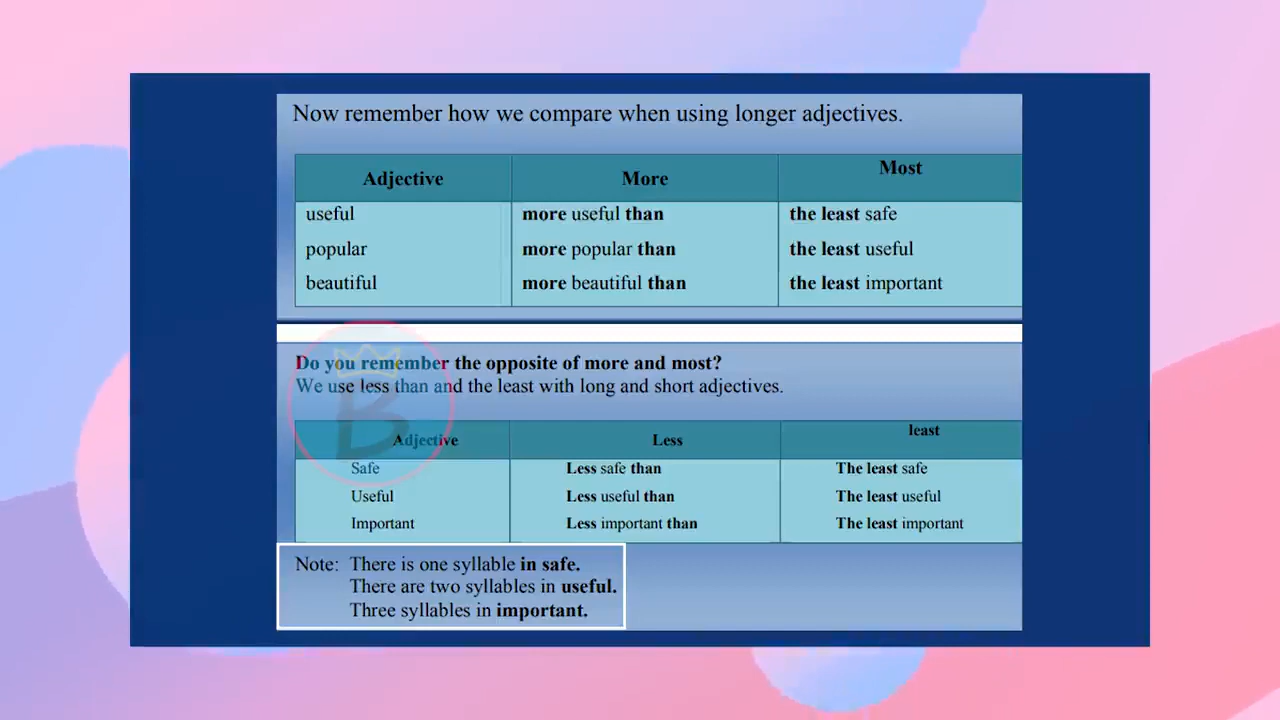 Now remember how we compare when using longer adjectives.
Adjective More Most
useful more useful than the least safe
popular more popular than the least useful
beautiful more beautiful than the least important
Do you remember the opposite of more and most?
We use less than and the least with long and short adjectives.
Adjective Less least
Safe Less safe than The least safe
Useful Less useful than The least useful
Important Less important than The least important
Note: There is one syllable in safe.
There are two syllables in useful.
Three syllables in important.
B